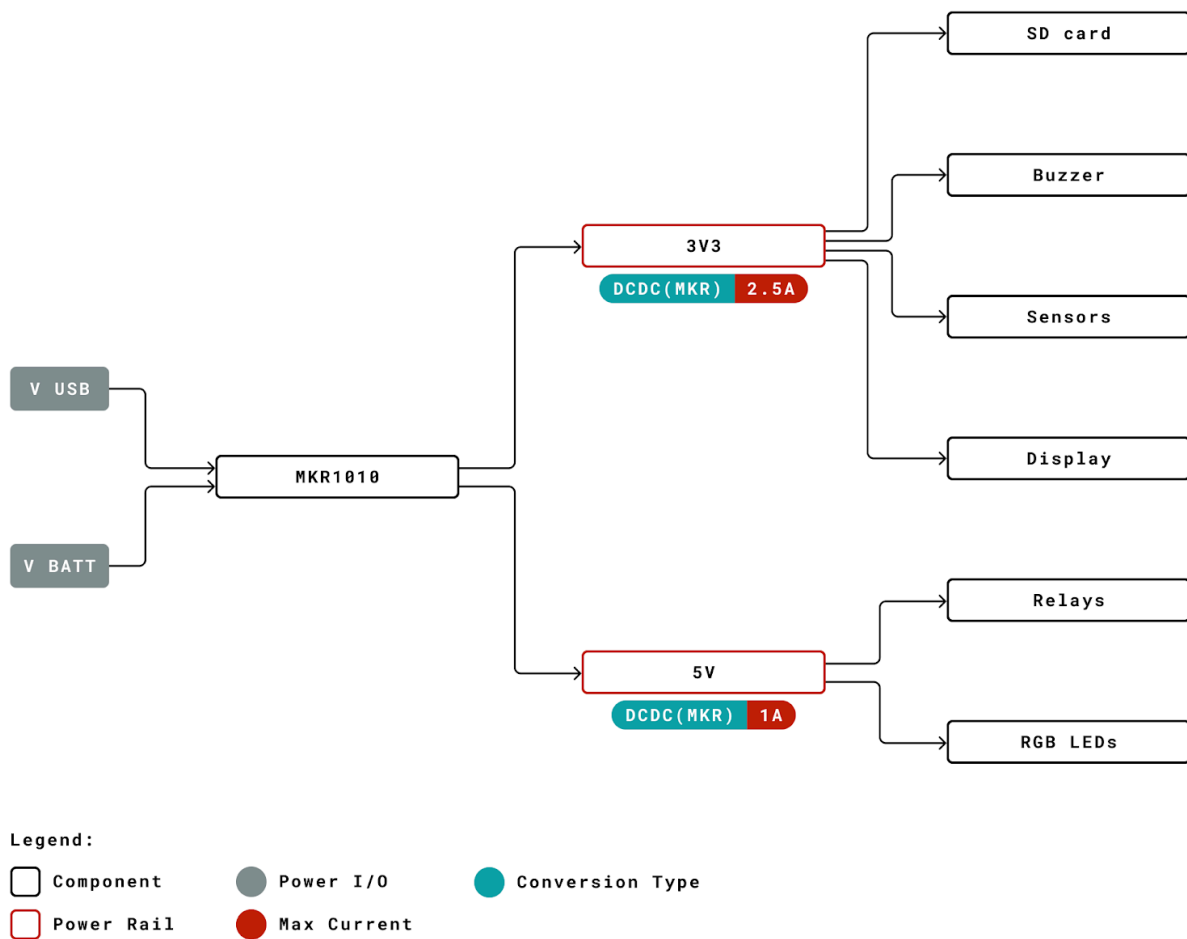 SD card
Buzzer
3V3
DCDC(MKR) 2.5A
Sensors
V USB
Display
MKR1010
V BATT
Relays
5V
DCDC(MKR) 1A
RGB LEDs
Legend:
Component
Power I/O
Conversion Type
Power Rail
Max Current